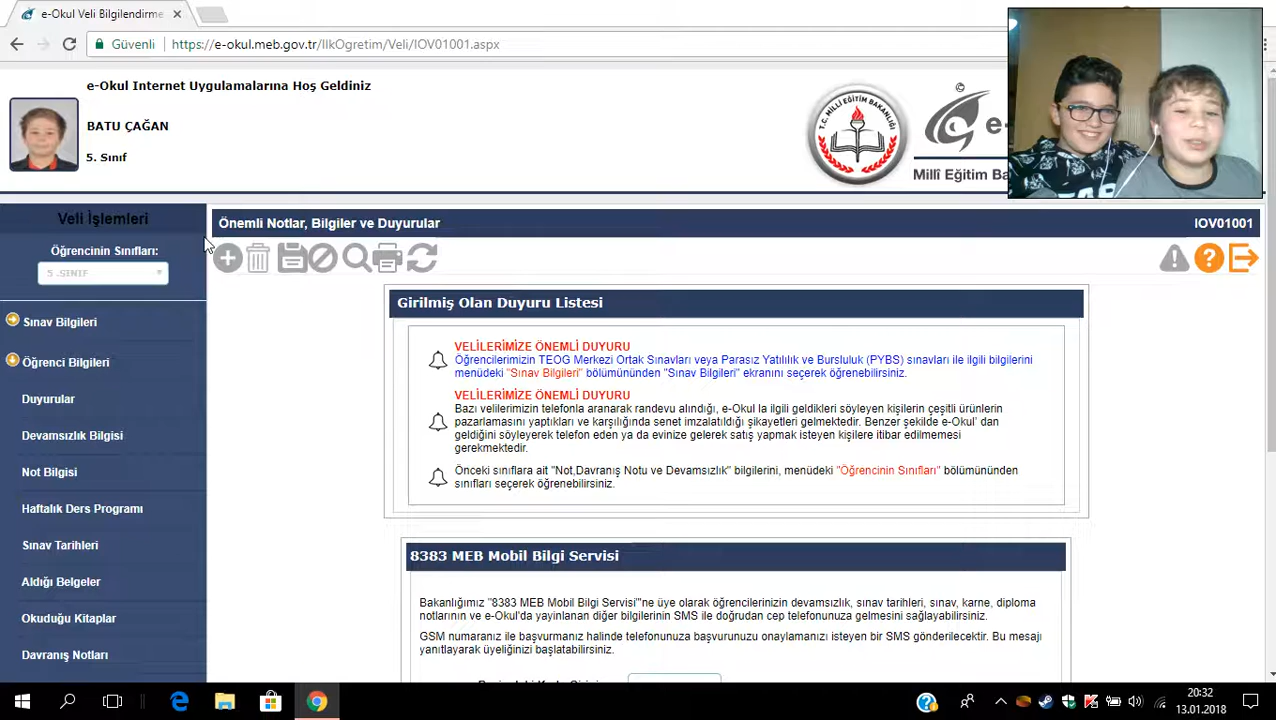 e-Okul Veli Bilgilendirme
Güvenli
https://e-okul.meb.gov.tr/IlkOgretim/Veli/IOV01001.aspx
e-Okul Internet Uygulamalarına Hoş Geldiniz
BATU ÇAĞAN
5. Sınıf
T.C. MİLLÎ EĞİTİM BAKANLIĞI
©
e-
Millî Eğitim Ba
Veli İşlemleri
Öğrencinin Sınıfları:
5 .SINIF
Sınav Bilgileri
Öğrenci Bilgileri
Duyurular
Devamsızlık Bilgisi
Not Bilgisi
Haftalık Ders Programı
Sınav Tarihleri
Aldığı Belgeler
Okuduğu Kitaplar
Davranış Notları
Önemli Notlar, Bilgiler ve Duyurular
IOV01001
Girilmiş Olan Duyuru Listesi
VELİLERİMİZE ÖNEMLİ DUYURU
Öğrencilerimizin TEOG Merkezi Ortak Sınavları veya Parasız Yatılılık ve Bursluluk (PYBS) sınavları ile ilgili bilgilerini
menüdeki "Sınav Bilgileri" bölümününden "Sınav Bilgileri" ekranını seçerek öğrenebilirsiniz.
VELİLERİMİZE ÖNEMLİ DUYURU
Bazı velilerimizin telefonla aranarak randevu alındığı, e-Okul la ilgili geldikleri söyleyen kişilerin çeşitli ürünlerin
pazarlamasını yaptıkları ve karşılığında senet imzalatıldığı şikayetleri gelmektedir. Benzer şekilde e-Okul' dan
geldiğini söyleyerek telefon eden ya da evinize gelerek satış yapmak isteyen kişilere itibar edilmemesi
gerekmektedir.
Önceki sınıflara ait "Not,Davranış Notu ve Devamsızlık" bilgilerini, menüdeki "Öğrencinin Sınıfları" bölümününden
sınıfları seçerek öğrenebilirsiniz.
8383 MEB Mobil Bilgi Servisi
Bakanlığımız "8383 MEB Mobil Bilgi Servisi"ne üye olarak öğrencilerinizin devamsızlık, sınav tarihleri, sınav, karne, diploma
notlarının ve e-Okul'da yayınlanan diğer bilgilerinin SMS ile doğrudan cep telefonunuza gelmesini sağlayabilirsiniz.
GSM numaranız ile başvurmanız halinde telefonunuza başvurunuzu onaylamanızı isteyen bir SMS gönderilecektir. Bu mesajı
yanıtlayarak üyeliğinizi başlatabilirsiniz.
20:32
13.01.2018